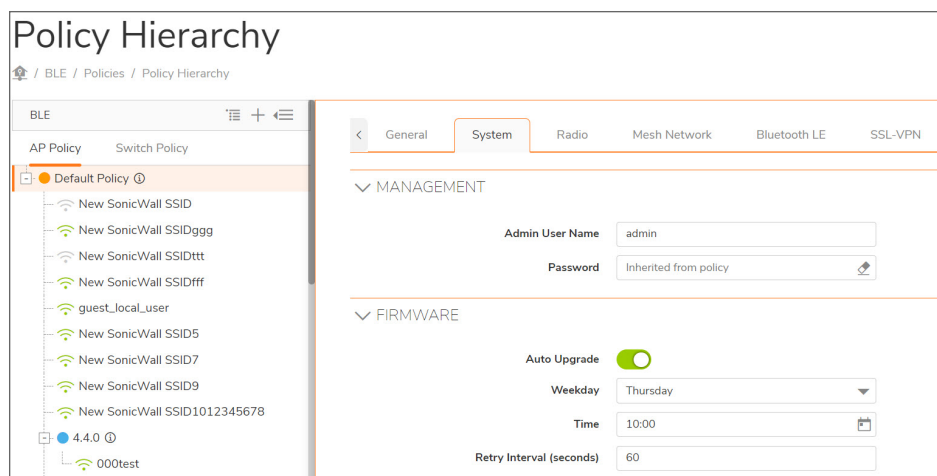 Policy Hierarchy
/ BLE / Policies / Policy Hierarchy
BLE
AP Policy Switch Policy
Default Policy
New SonicWall SSID
New SonicWall SSIDggg
New SonicWall SSIDttt
New SonicWall SSIDfff
guest_local_user
New SonicWall SSID5
New SonicWall SSID7
New SonicWall SSID9
New SonicWall SSID1012345678
4.4.0
000test
General System Radio Mesh Network Bluetooth LE SSL-VPN
MANAGEMENT
Admin User Name admin
Password Inherited from policy
FIRMWARE
Auto Upgrade
Weekday Thursday
Time 10:00
Retry Interval (seconds) 60